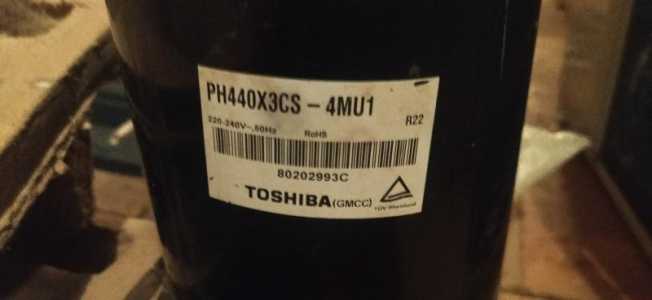 PH440X3CS-4MU1
220-240V~,50Hz RoHS R22
80202993C
TOSHIBA(GMCC) TÜV Rheinland